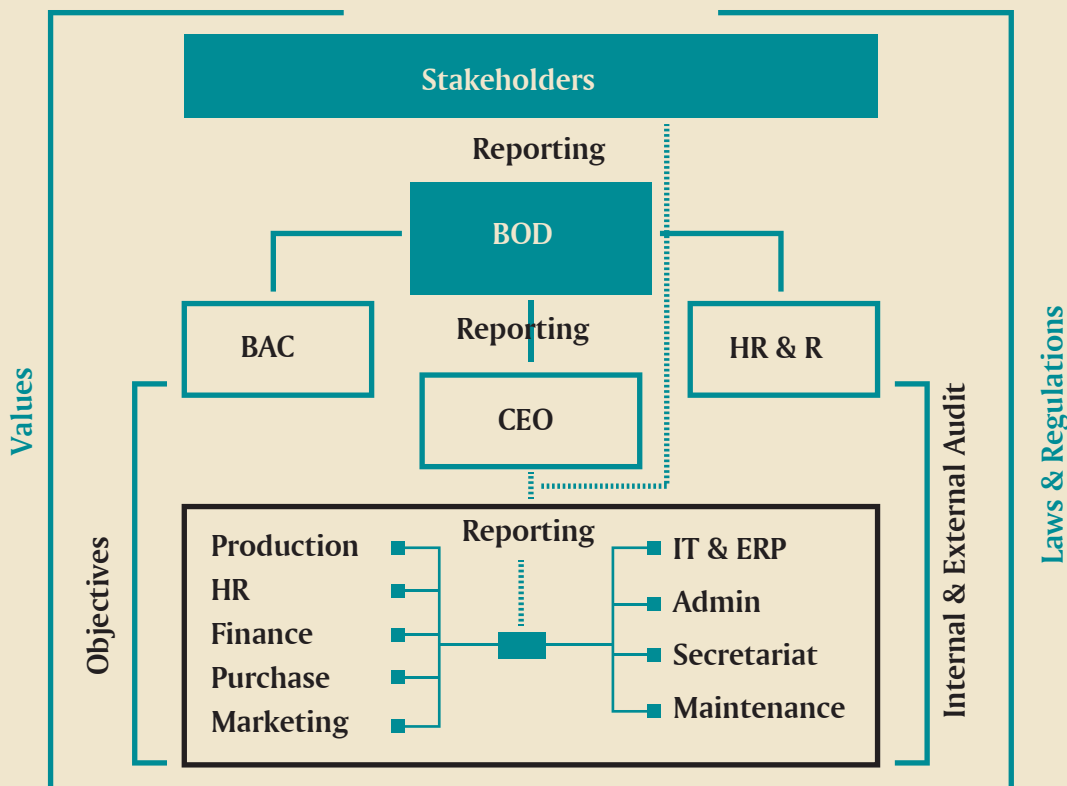 Stakeholders
Reporting
BOD
Reporting
BAC
HR & R
CEO
Values
Laws & Regulations
Objectives
Internal & External Audit
Reporting
Production
HR
Finance
Purchase
Marketing
IT & ERP
Admin
Secretariat
Maintenance